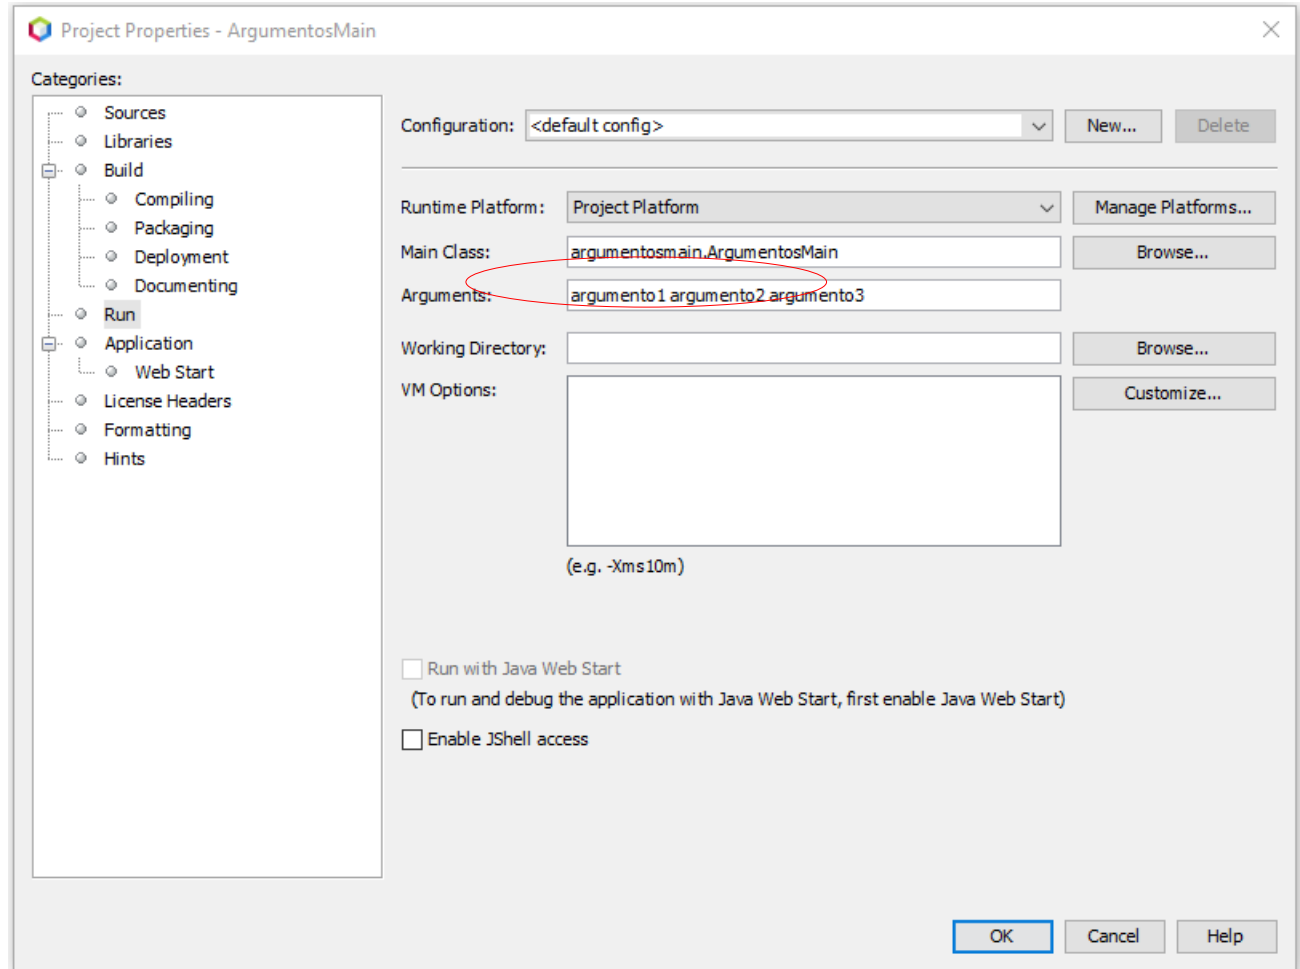 Project Properties - ArgumentosMain
Categories:
Sources
Libraries
Build
Compiling
Packaging
Deployment
Documenting
Run
Application
Web Start
License Headers
Formatting
Hints
Configuration: <default config> New... Delete
Runtime Platform: Project Platform Manage Platforms...
Main Class: argumentosmain.ArgumentosMain Browse...
Arguments: argumento1 argumento2 argumento3
Working Directory: Browse...
VM Options: Customize...
(e.g. -Xms10m)
Run with Java Web Start
(To run and debug the application with Java Web Start, first enable Java Web Start)
Enable JShell access
OK Cancel Help